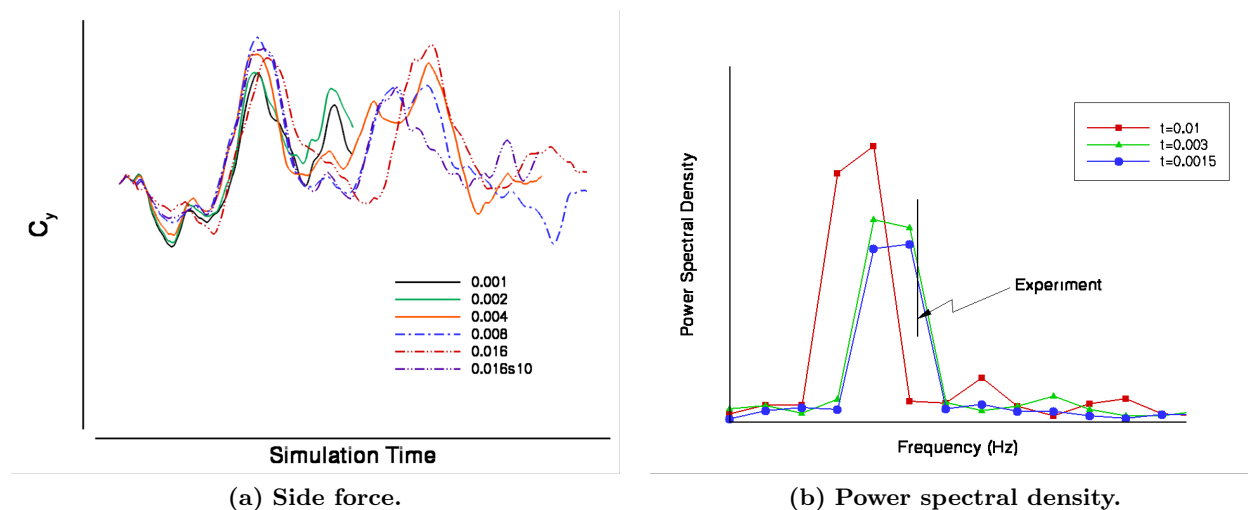 C_y
0.001
0.002
0.004
0.008
0.016
0.016s10
Simulation Time
(a) Side force.
Power Spectral Density
t=0.01
t=0.003
t=0.0015
Experiment
Frequency (Hz)
(b) Power spectral density.